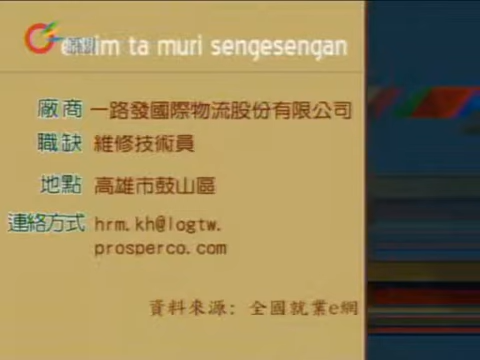 ta muri sengesengan
廠商 一路發國際物流股份有限公司
職缺 維修技術員
地點 高雄市鼓山區
連絡方式 hrm.kh@logtw.
prosperco.com
資料來源: 全國就業e網